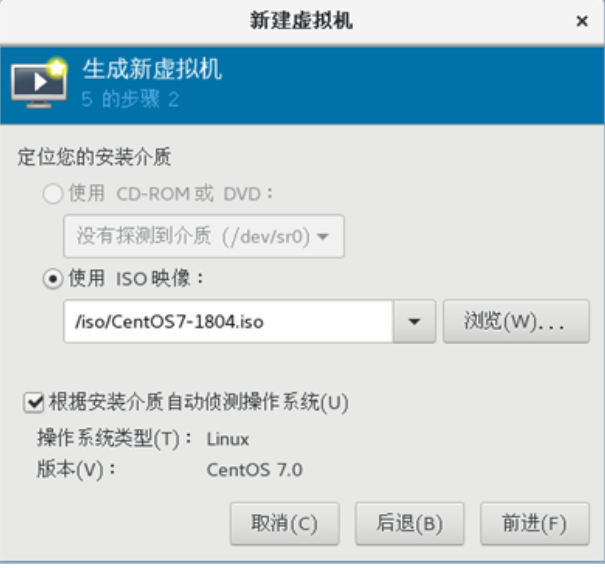 新建虚拟机 ×
生成新虚拟机
5 的步骤 2
定位您的安装介质
使用 CD-ROM 或 DVD：
没有探测到介质 (/dev/sr0)
使用 ISO 映像：
/iso/CentOS7-1804.iso 浏览(W)...
根据安装介质自动侦测操作系统(U)
操作系统类型(T)： Linux
版本(V)： CentOS 7.0
取消(C) 后退(B) 前进(F)